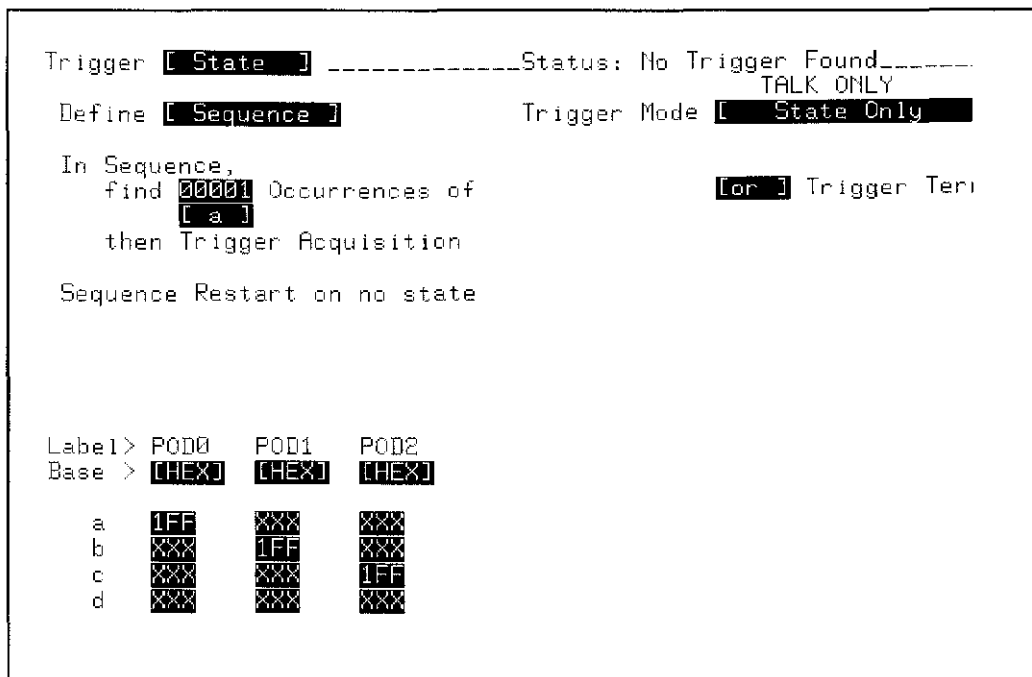 Trigger [ State ] _____________Status: No Trigger Found_______
TALK ONLY
Define [ Sequence ] Trigger Mode [ State Only
In Sequence,
find 00001 Occurrences of [or ] Trigger
[ a ]
then Trigger Acquisition
Sequence Restart on no state
Label> POD0 POD1 POD2
Base > [HEX] [HEX] [HEX]
a 1FF XXX XXX
b XXX 1FF XXX
c XXX XXX 1FF
d XXX XXX XXX